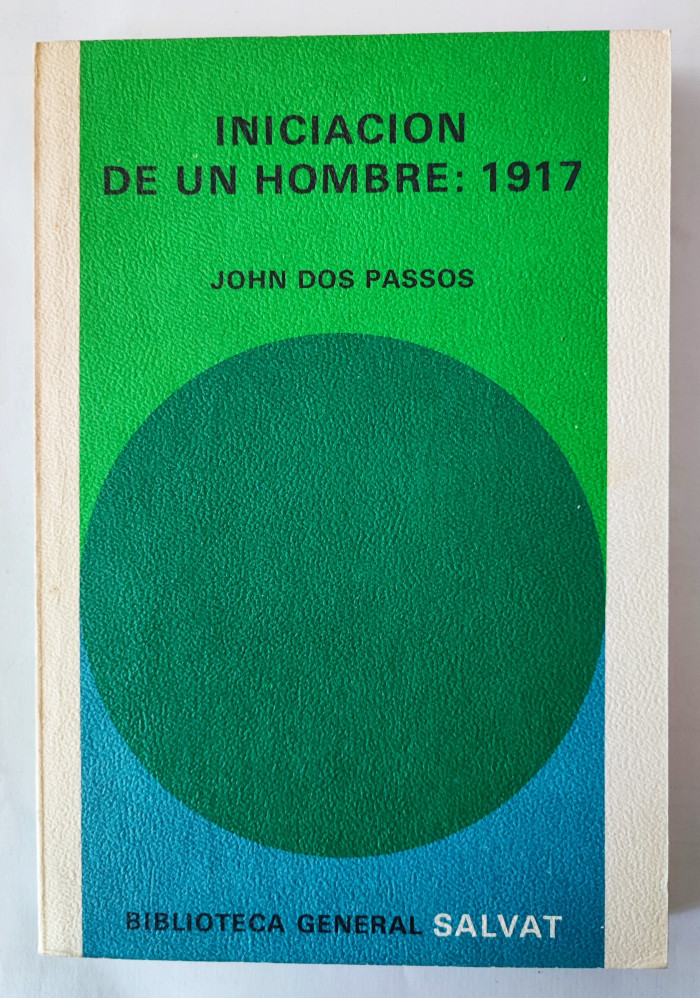 INICIACION
DE UN HOMBRE: 1917
JOHN DOS PASSOS
BIBLIOTECA GENERAL SALVAT